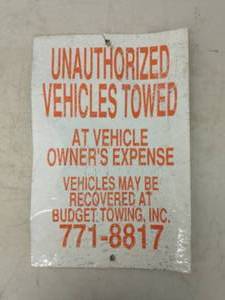 UNAUTHORIZED
VEHICLES TOWED
AT VEHICLE
OWNER'S EXPENSE
VEHICLES MAY BE
RECOVERED AT
BUDGET TOWING, INC.
771-8817